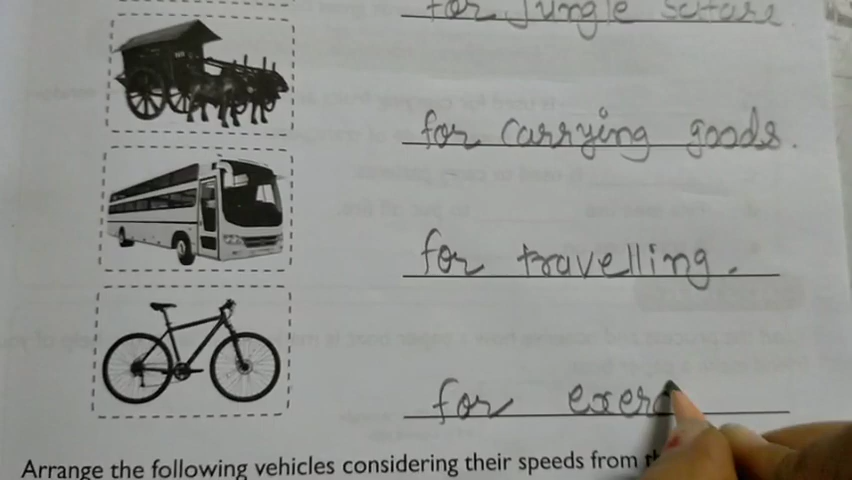 for Jungle safari.
for carrying goods.
for travelling.
for exerc
Arrange the following vehicles considering their speeds from